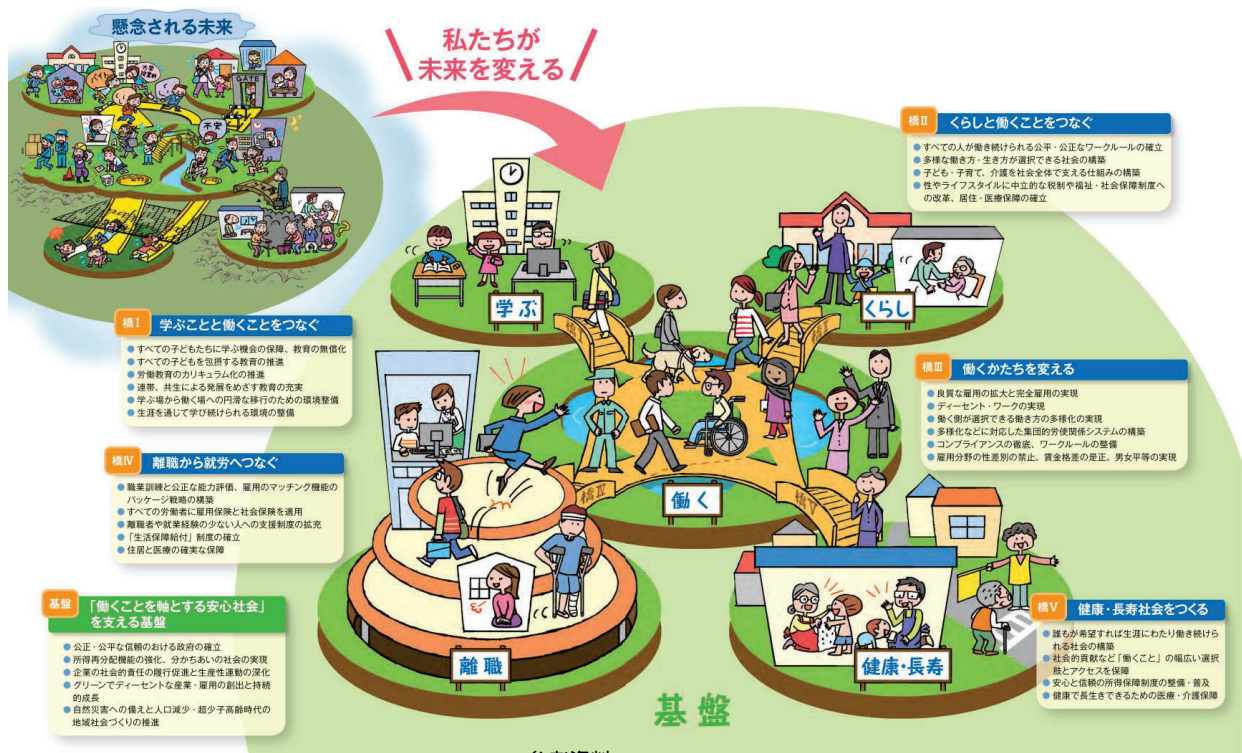 懸念される未来
バイト
GATE
不安
私たちが
未来を変える
橋Ⅱ くらしと働くことをつなぐ
●すべての人が働き続けられる公平・公正なワークルールの確立
●多様な働き方・生き方が選択できる社会の構築
●子ども・子育て、介護を社会全体で支える仕組みの構築
●性やライフスタイルに中立的な税制や福祉・社会保障制度へ
の改革、居住・医療保障の確立
学ぶ
くらし
橋Ⅰ 学ぶことと働くことをつなぐ
●すべての子どもたちに学ぶ機会の保障、教育の無償化
●すべての子どもを包摂する教育の推進
●労働教育のカリキュラム化の推進
●連帯、共生による発展をめざす教育の充実
●学ぶ場から働く場への円滑な移行のための環境整備
●生涯を通じて学び続けられる環境の整備
橋Ⅲ 働くかたちを変える
●良質な雇用の拡大と完全雇用の実現
●ディーセント・ワークの実現
●働く側が選択できる働き方の多様化の実現
●多様化などに対応した集団的労使関係システムの構築
●コンプライアンスの徹底、ワークルールの整備
●雇用分野の性差別の禁止、賃金格差の是正、男女平等の実現
橋Ⅳ 離職から就労へつなぐ
●職業訓練と公正な能力評価、雇用のマッチング機能の
パッケージ戦略の構築
●すべての労働者に雇用保険と社会保険を適用
●離職者や就業経験の少ない人への支援制度の拡充
●「生活保障給付」制度の確立
●住居と医療の確実な保障
橋Ⅳ
働く
橋Ⅴ
基盤 「働くことを軸とする安心社会」
を支える基盤
●公正・公平な信頼のおける政府の確立
●所得再分配機能の強化、分かちあいの社会の実現
●企業の社会的責任の履行促進と生産性運動の深化
●グリーンでディーセントな産業・雇用の創出と持続
的成長
●自然災害への備えと人口減少・超少子高齢時代の
地域社会づくりの推進
離職
健康・長寿
橋Ⅴ 健康・長寿社会をつくる
●誰もが希望すれば生涯にわたり働き続けら
れる社会の構築
●社会的貢献など「働くこと」の幅広い選択
肢とアクセスを保障
●安心と信頼の所得保障制度の整備・普及
●健康で長生きできるための医療・介護保障
基盤